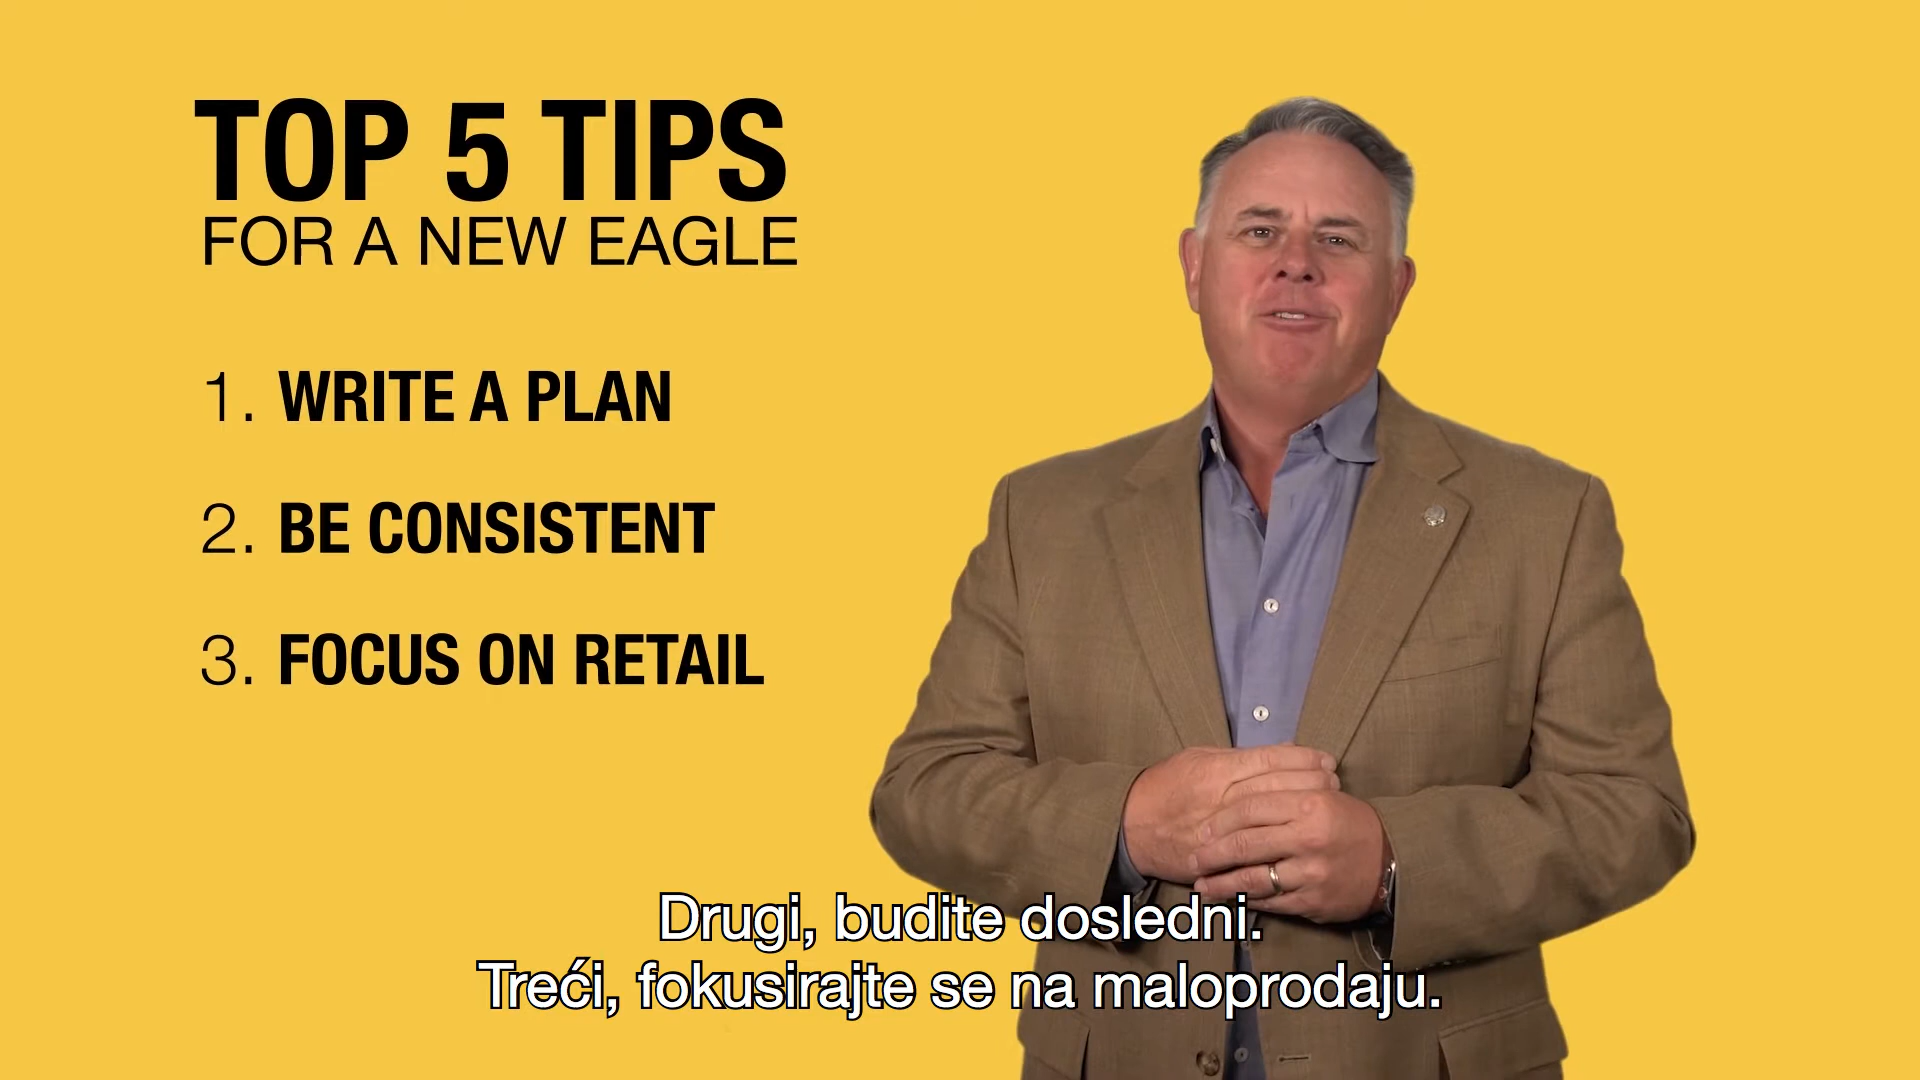 TOP 5 TIPS
FOR A NEW EAGLE
1. WRITE A PLAN
2. BE CONSISTENT
3. FOCUS ON RETAIL
Drugi, budite dosledni.
Treći, fokusirajte se na maloprodaju.